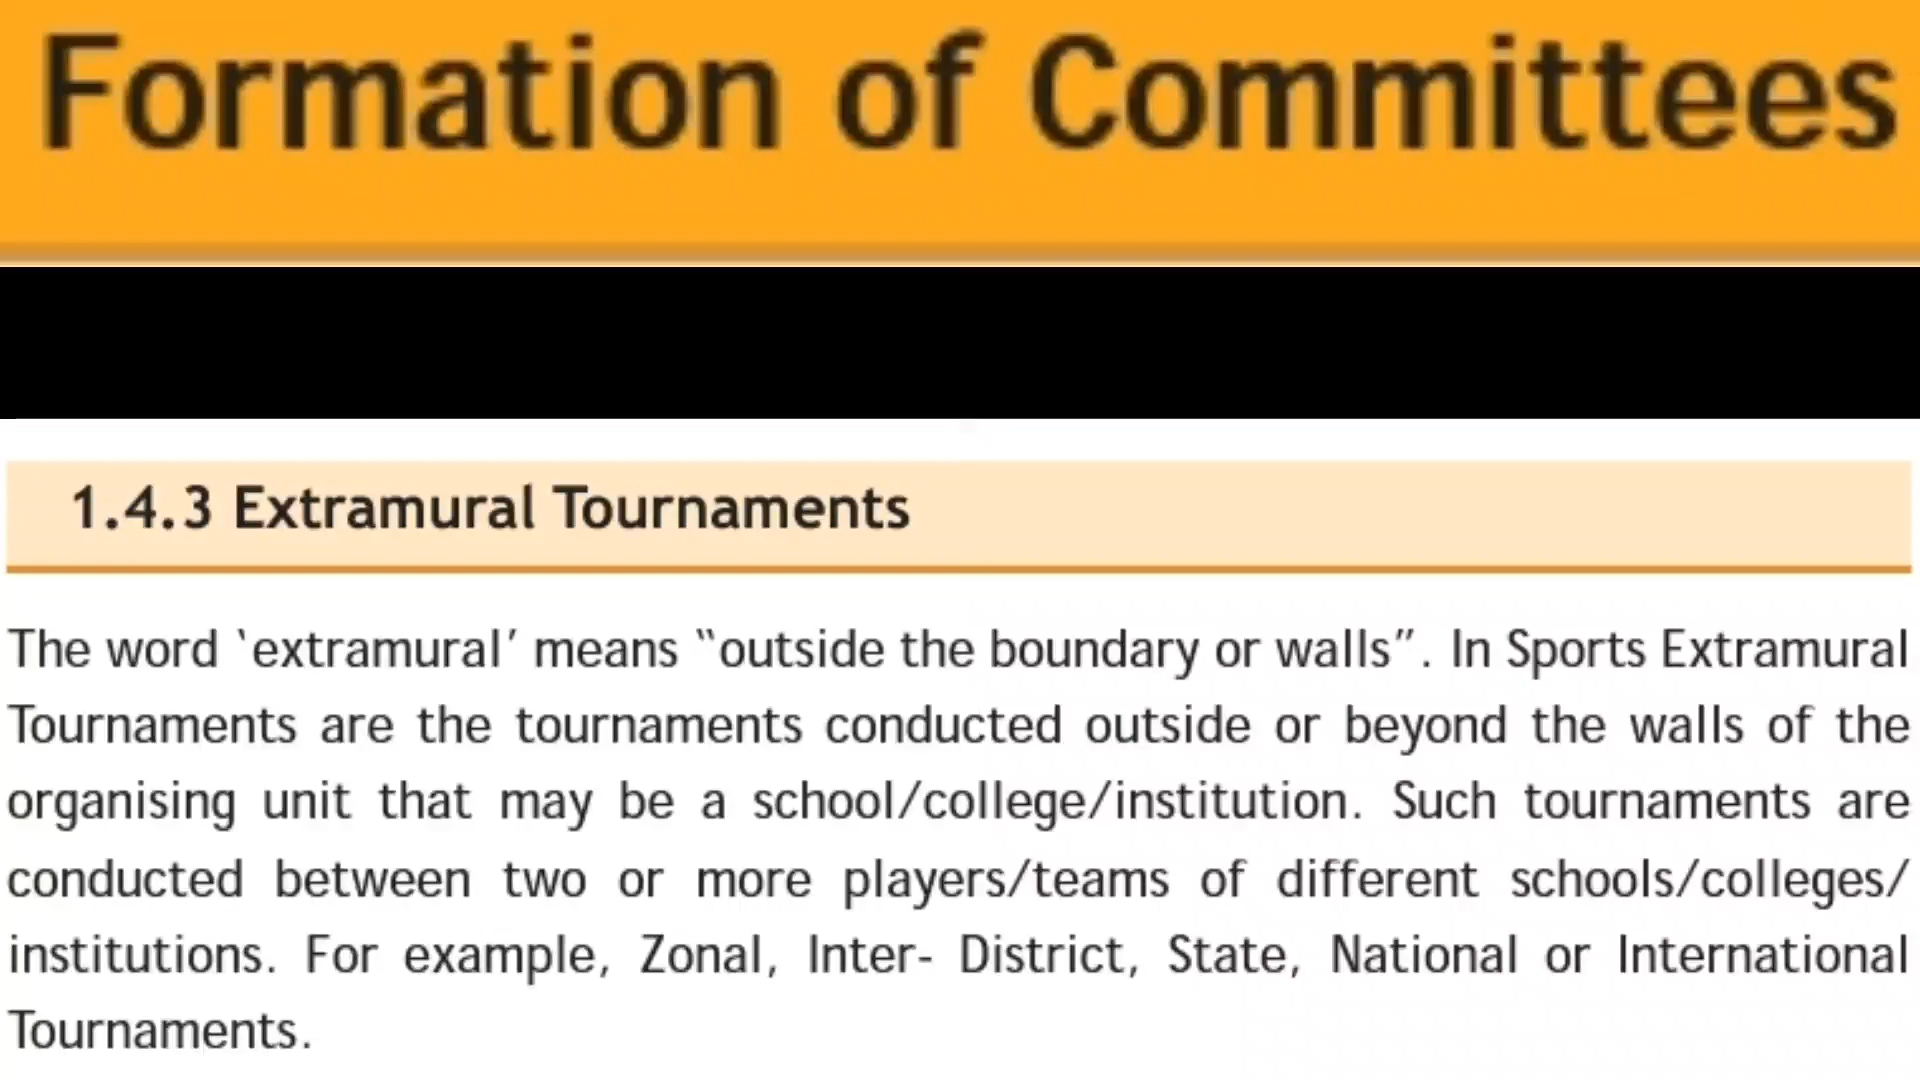 Formation of Committees
1.4.3 Extramural Tournaments
The word ‵extramural′ means “outside the boundary or walls”. In Sports Extramural
Tournaments are the tournaments conducted outside or beyond the walls of the
organising unit that may be a school/college/institution. Such tournaments are
conducted between two or more players/teams of different schools/colleges/
institutions. For example, Zonal, Inter- District, State, National or International
Tournaments.